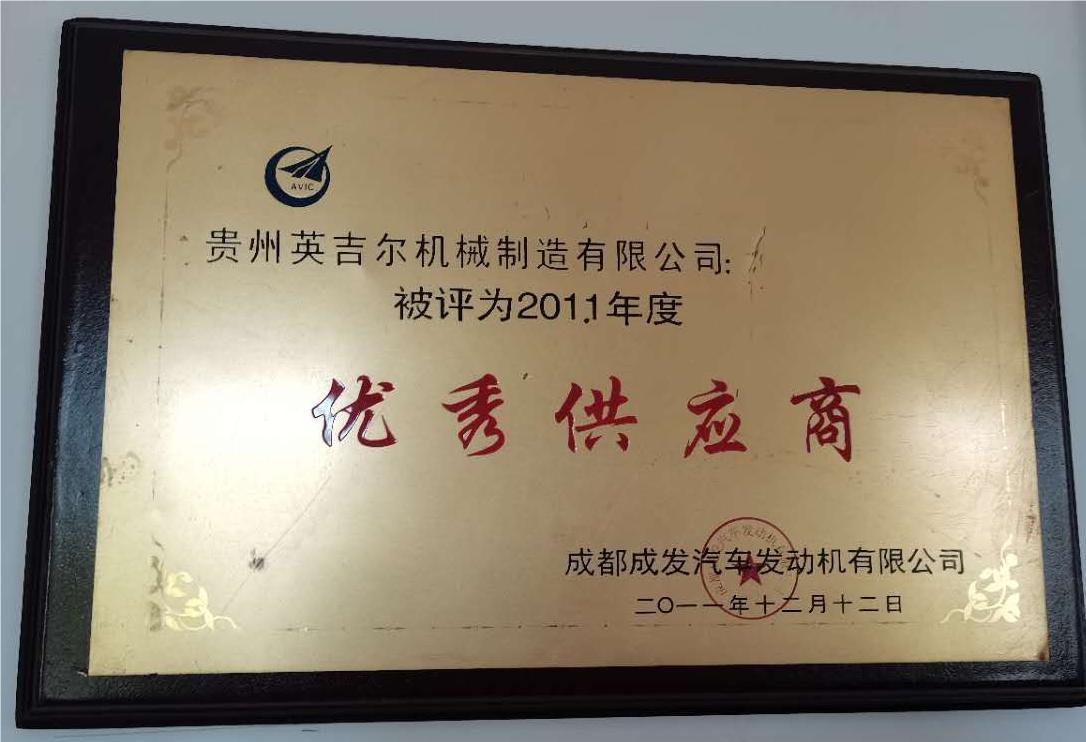 AVIC
贵州英吉尔机械制造有限公司:
被评为2011年度
优秀供应商
成都成发汽车发动机有限公司
二〇一一年十二月十二日